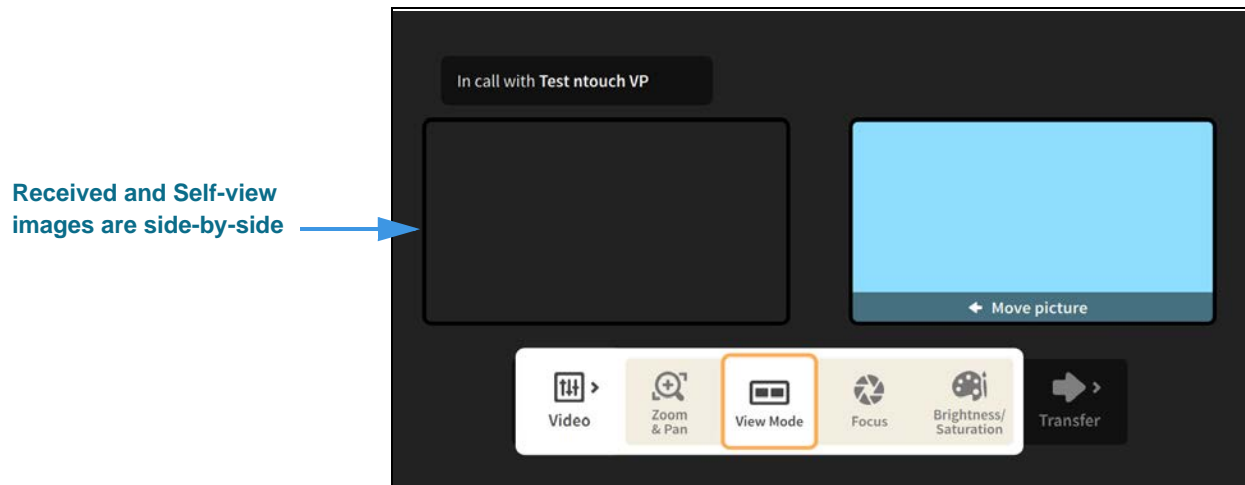 In call with Test ntouch VP
Received and Self-view
images are side-by-side
Move picture
Video
Zoom
& Pan
View Mode
Focus
Brightness/
Saturation
Transfer